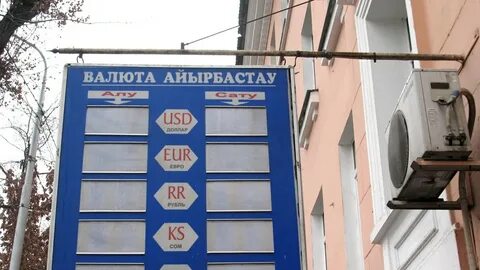 ВАЛЮТА АЙЫРБАСТАУ
Алу Сату
USD
ДОЛЛАР
EUR
ЕВРО
RR
РУБЛЬ
KS
СОМ